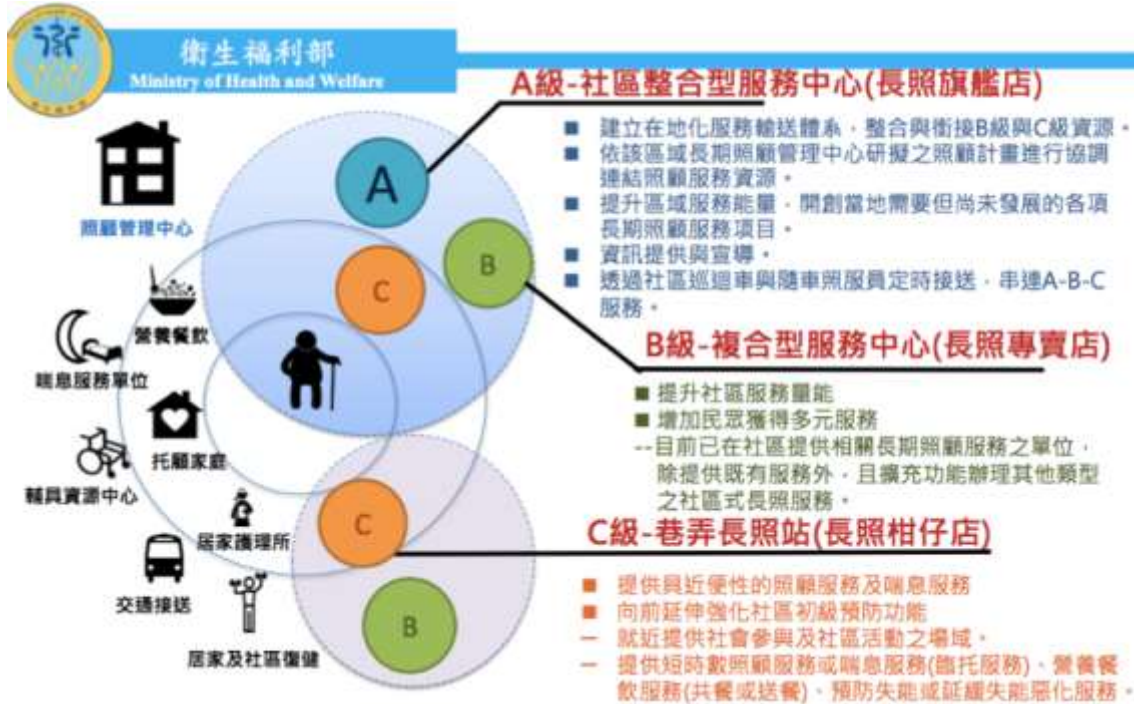 衛生福利部
Ministry of Health and Welfare
A級-社區整合型服務中心(長照旗艦店)
■ 建立在地化服務輸送體系，整合與銜接B級與C級資源。
■ 依該區域長期照顧管理中心研擬之照顧計畫進行協調
連結照顧服務資源。
■ 提升區域服務能量，開創當地需要但尚未發展的各項
長期照顧服務項目。
■ 資訊提供與宣導。
■ 透過社區巡迴車與隨車照服員定時接送，串連A-B-C
服務。
B級-複合型服務中心(長照專賣店)
■ 提升社區服務量能
■ 增加民眾獲得多元服務
--目前已在社區提供相關長期照顧服務之單位，
除提供既有服務外，且擴充功能辦理其他類型
之社區式長照服務。
C級-巷弄長照站(長照柑仔店)
■ 提供具近便性的照顧服務及喘息服務
■ 向前延伸強化社區初級預防功能
– 就近提供社會參與及社區活動之場域。
– 提供短時數照顧服務或喘息服務(臨托服務)、營養餐
飲服務(共餐或送餐)、預防失能或延緩失能惡化服務。
照顧管理中心
A
B
C
營養餐飲
喘息服務單位
托顧家庭
輔具資源中心
居家護理所
C
交通接送
B
居家及社區復健